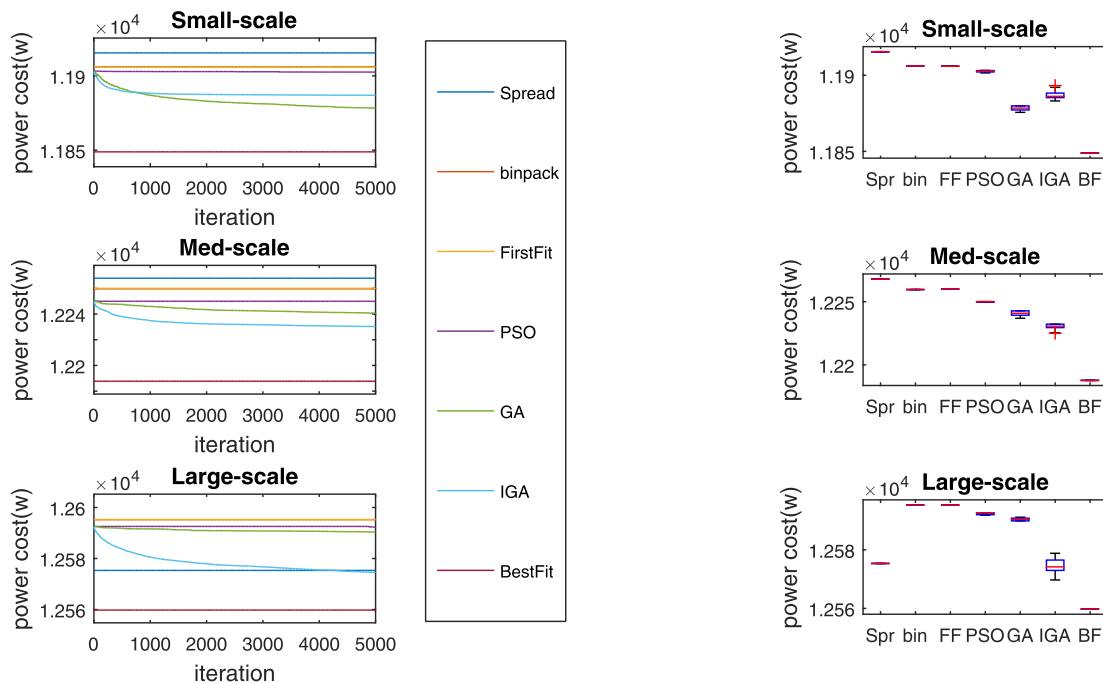 Small-scale
×10⁴
power cost(w)
1.19
1.185
0 1000 2000 3000 4000 5000
iteration
Med-scale
×10⁴
power cost(w)
1.224
1.22
0 1000 2000 3000 4000 5000
iteration
Large-scale
×10⁴
power cost(w)
1.26
1.258
1.256
0 1000 2000 3000 4000 5000
iteration
Spread
binpack
FirstFit
PSO
GA
IGA
BestFit
Small-scale
×10⁴
power cost(w)
1.19
1.185
Spr bin FF PSO GA IGA BF
Med-scale
×10⁴
power cost(w)
1.225
1.22
Spr bin FF PSO GA IGA BF
Large-scale
×10⁴
power cost(w)
1.258
1.256
Spr bin FF PSO GA IGA BF